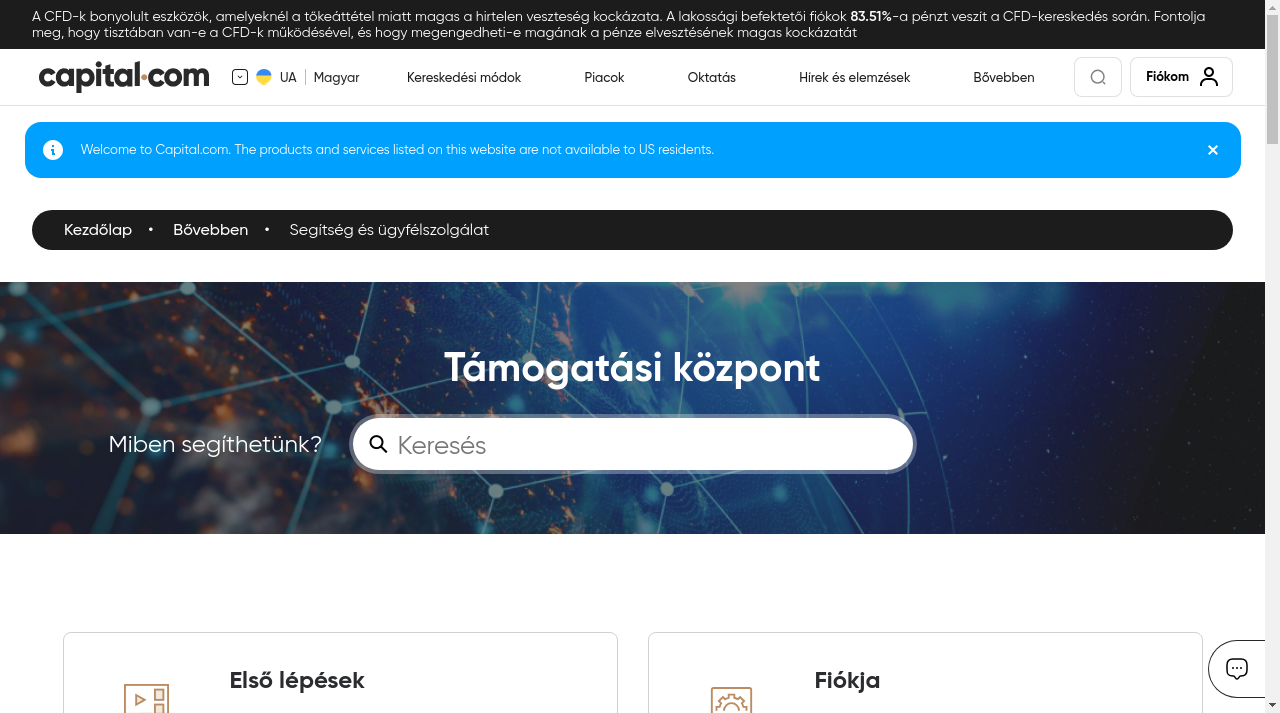 A CFD-k bonyolult eszközök, amelyeknél a tőkeáttétel miatt magas a hirtelen veszteség kockázata. A lakossági befektetői fiókok 83.51%-a pénzt veszít a CFD-kereskedés során. Fontolja
meg, hogy tisztában van-e a CFD-k működésével, és hogy megengedheti-e magának a pénze elvesztésének magas kockázatát
capital.com UA Magyar Kereskedési módok Piacok Oktatás Hírek és elemzések Bővebben Fiókom
Welcome to Capital.com. The products and services listed on this website are not available to US residents.
Kezdőlap • Bővebben • Segítség és ügyfélszolgálat
Támogatási központ
Miben segíthetünk? Keresés
Első lépések
Fiókja